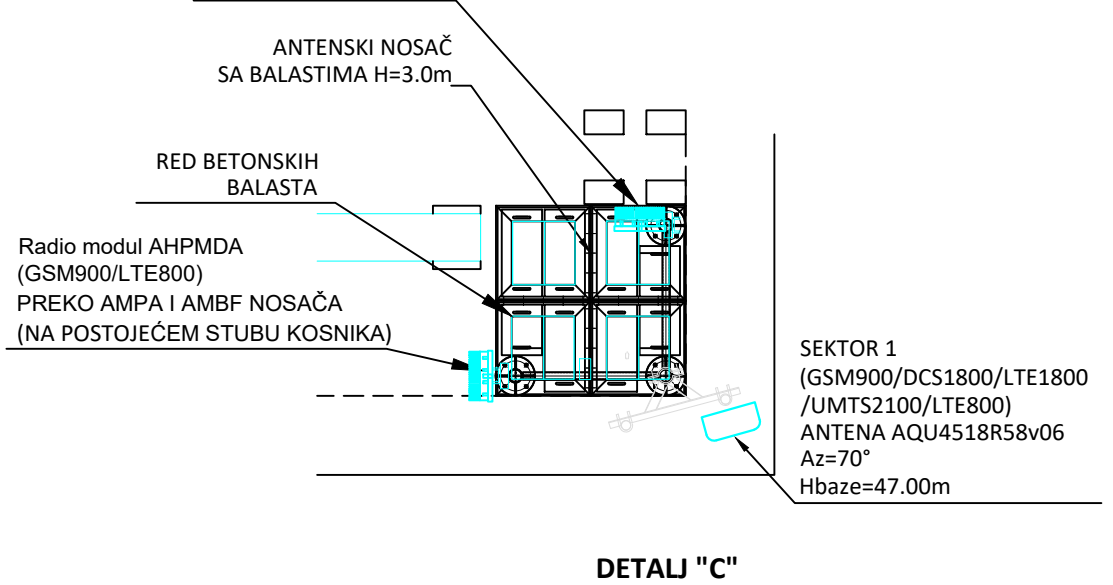 ANTENSKI NOSAČ
SA BALASTIMA H=3.0m
RED BETONSKIH
BALASTA
Radio modul AHPMDA
(GSM900/LTE800)
PREKO AMPA I AMBF NOSAČA
(NA POSTOJEĆEM STUBU KOSNIKA)
SEKTOR 1
(GSM900/DCS1800/LTE1800
/UMTS2100/LTE800)
ANTENA AQU4518R58v06
Az=70°
Hbaze=47.00m
DETALJ "C"